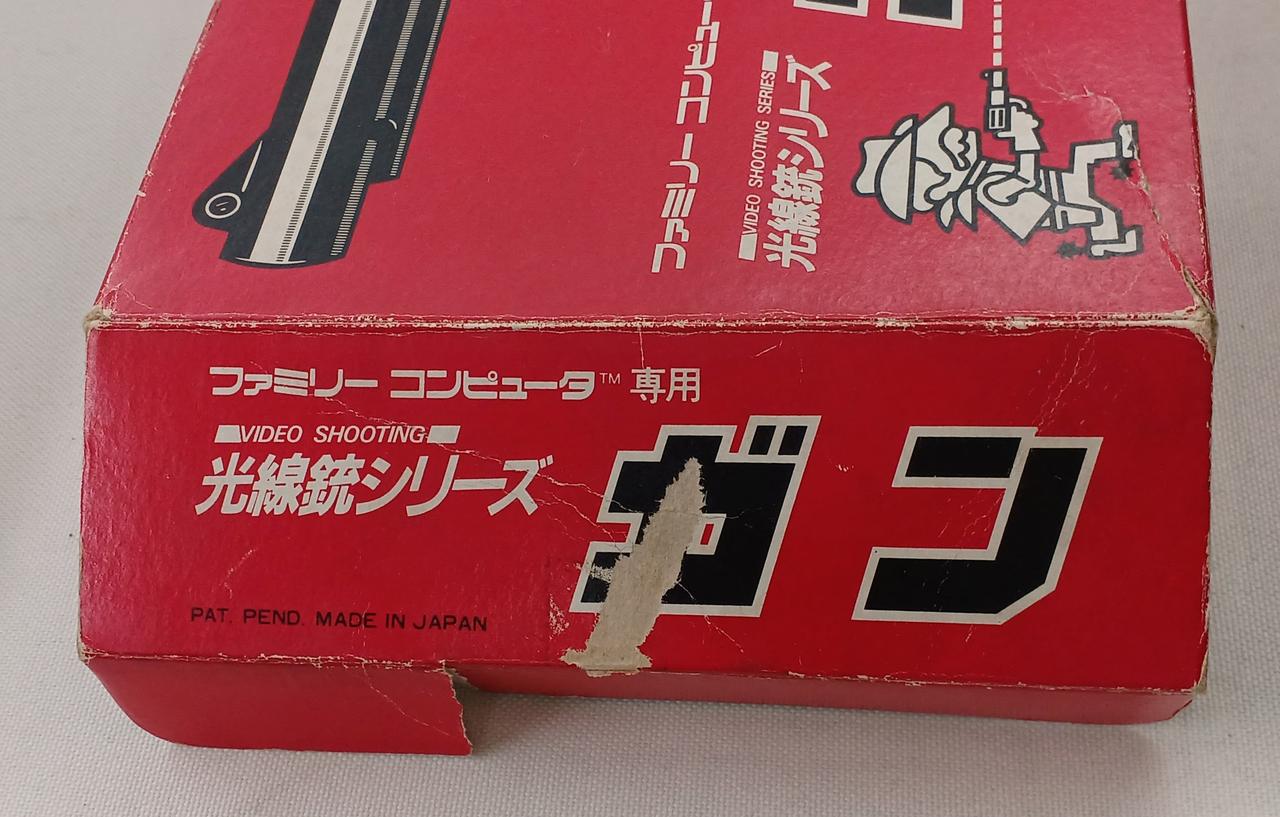 ファミリー コンピュー
VIDEO SHOOTING SERIES
光線銃シリーズ
ファミリー コンピュータ™ 専用
VIDEO SHOOTING
光線銃シリーズ
ガン
PAT. PEND. MADE IN JAPAN